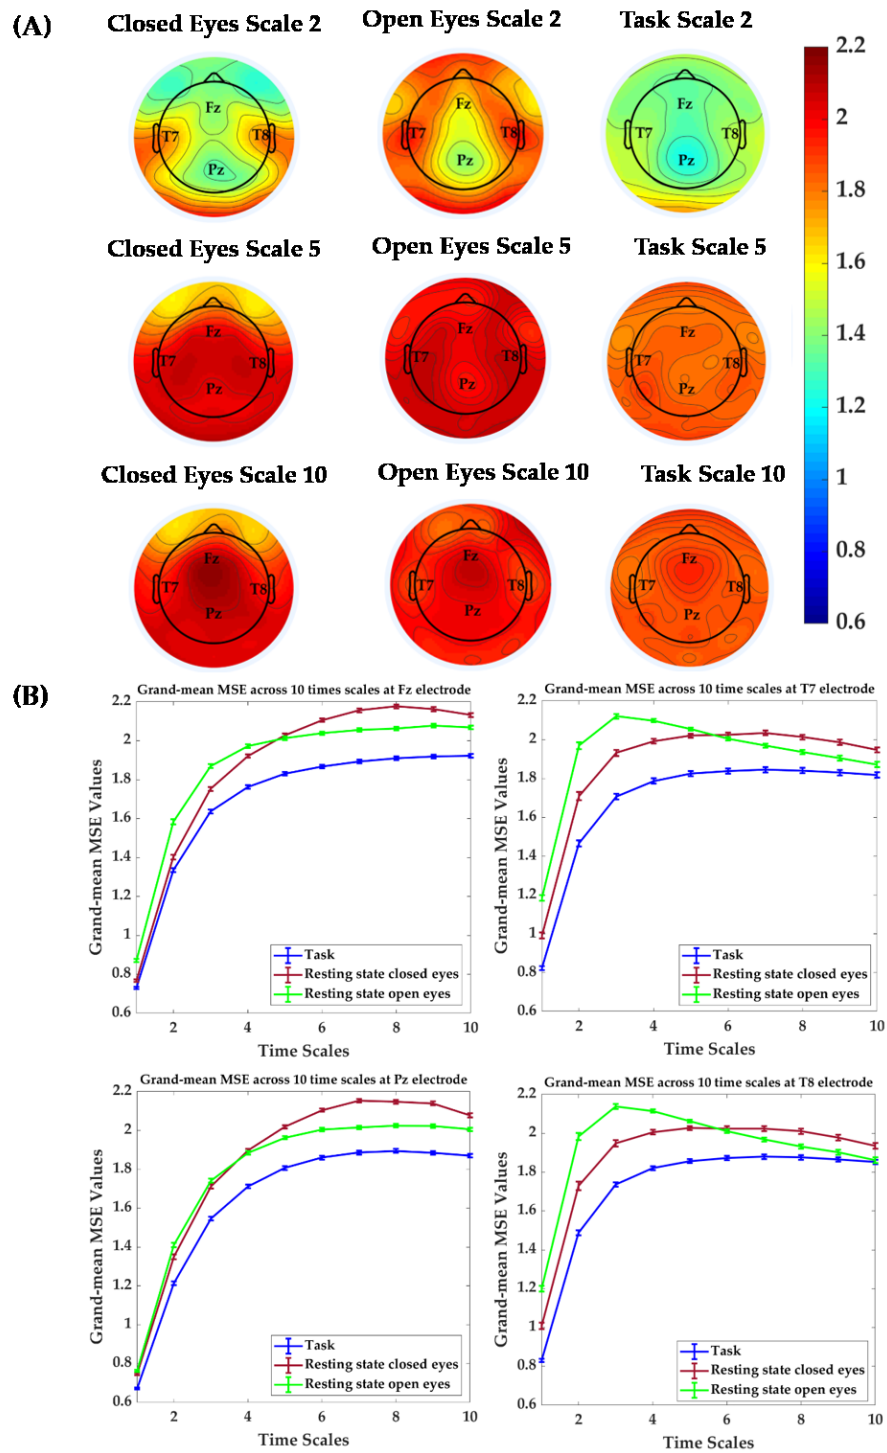 (A)
Closed Eyes Scale 2
Open Eyes Scale 2
Task Scale 2
Fz
T7
T8
Pz
Fz
T7
T8
Pz
Fz
T7
T8
Pz
2.2
2
1.8
1.6
1.4
1.2
1
0.8
0.6
Closed Eyes Scale 5
Open Eyes Scale 5
Task Scale 5
Fz
T7
T8
Pz
Fz
T7
T8
Pz
Fz
T7
T8
Pz
Closed Eyes Scale 10
Open Eyes Scale 10
Task Scale 10
Fz
T7
T8
Pz
Fz
T7
T8
Pz
Fz
T7
T8
Pz
(B)
Grand-mean MSE across 10 times scales at Fz electrode
Grand-mean MSE Values
2.2
2
1.8
1.6
1.4
1.2
1
0.8
0.6
2
4
6
8
10
Time Scales
Task
Resting state closed eyes
Resting state open eyes
Grand-mean MSE across 10 time scales at T7 electrode
Grand-mean MSE Values
2.2
2
1.8
1.6
1.4
1.2
1
0.8
0.6
2
4
6
8
10
Time Scales
Task
Resting state closed eyes
Resting state open eyes
Grand-mean MSE across 10 time scales at Pz electrode
Grand-mean MSE Values
2.2
2
1.8
1.6
1.4
1.2
1
0.8
0.6
2
4
6
8
10
Time Scales
Task
Resting state closed eyes
Resting state open eyes
Grand-mean MSE across 10 time scales at T8 electrode
Grand-mean MSE Values
2.2
2
1.8
1.6
1.4
1.2
1
0.8
0.6
2
4
6
8
10
Time Scales
Task
Resting state closed eyes
Resting state open eyes